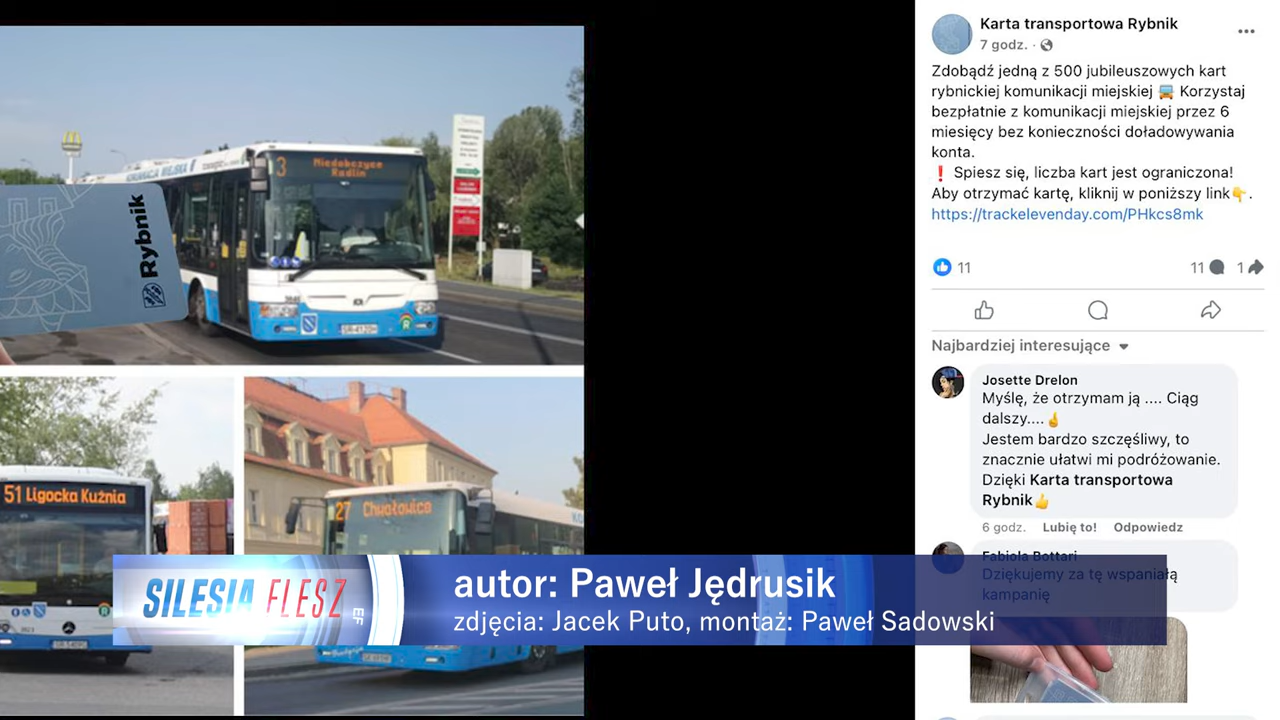 3 Niedobczyce
Radlin
KOMUNIKACJA MIEJSKA
Rybnik
51 Ligocka Kuźnia
27 Chwałowice
Karta transportowa Rybnik
7 godz.
Zdobądź jedną z 500 jubileuszowych kart
rybnickiej komunikacji miejskiej 🚍 Korzystaj
bezpłatnie z komunikacji miejskiej przez 6
miesięcy bez konieczności doładowywania
konta.
❗ Spiesz się, liczba kart jest ograniczona!
Aby otrzymać kartę, kliknij w poniższy link👇.
https://trackelevenday.com/PHkcs8mk
11
11
1
Najbardziej interesujące
Josette Drelon
Myślę, że otrzymam ją .... Ciąg
dalszy....🤞
Jestem bardzo szczęśliwy, to
znacznie ułatwi mi podróżowanie.
Dzięki Karta transportowa
Rybnik👍
6 godz. Lubię to! Odpowiedz
Fabiola Bottari
Dziękujemy za tę wspaniałą
kampanię
SILESIA FLESZ
autor: Paweł Jędrusik
zdjęcia: Jacek Puto, montaż: Paweł Sadowski